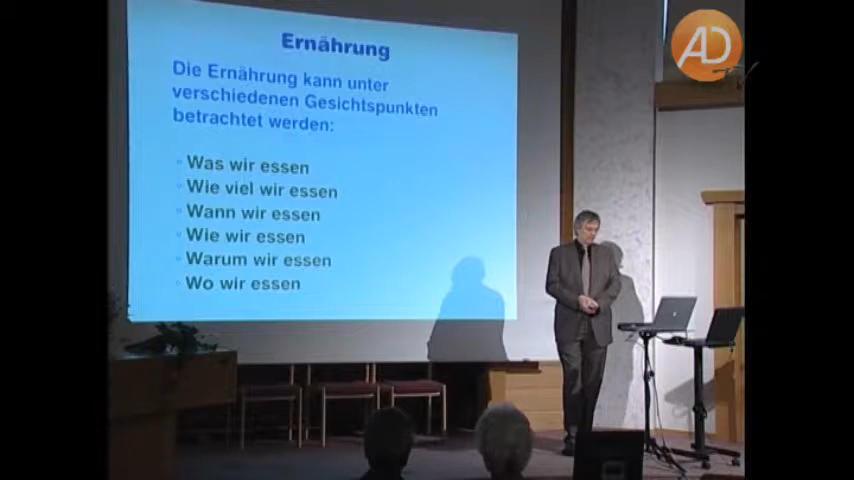 AD
TV
Ernährung
Die Ernährung kann unter
verschiedenen Gesichtspunkten
betrachtet werden:
Was wir essen
Wie viel wir essen
Wann wir essen
Wie wir essen
Warum wir essen
Wo wir essen